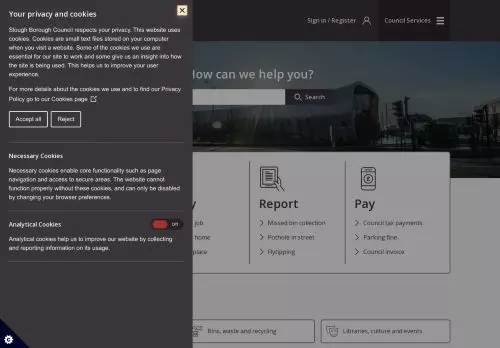 Your privacy and cookies
Slough Borough Council respects your privacy. This website uses
cookies. Cookies are small text files stored on your computer
when you visit a website. Some of the cookies we use are
essential for our site to work and some give us an insight into how
the site is being used. This helps us to improve your user
experience.
For more details about the cookies we use and to find our Privacy
Policy go to our Cookies page
Accept all
Reject
Necessary Cookies
Necessary cookies enable core functionality such as page
navigation and access to secure areas. The website cannot
function properly without these cookies, and can only be disabled
by changing your browser preferences.
Analytical Cookies
Off
Analytical cookies help us to improve our website by collecting
and reporting information on its usage.
Sign in / Register
Council Services
How can we help you?
Search
y
job
home
place
Report
Missed bin collection
Pothole in street
Flytipping
Pay
Council tax payments
Parking fine
Council invoice
Bins, waste and recycling
Libraries, culture and events